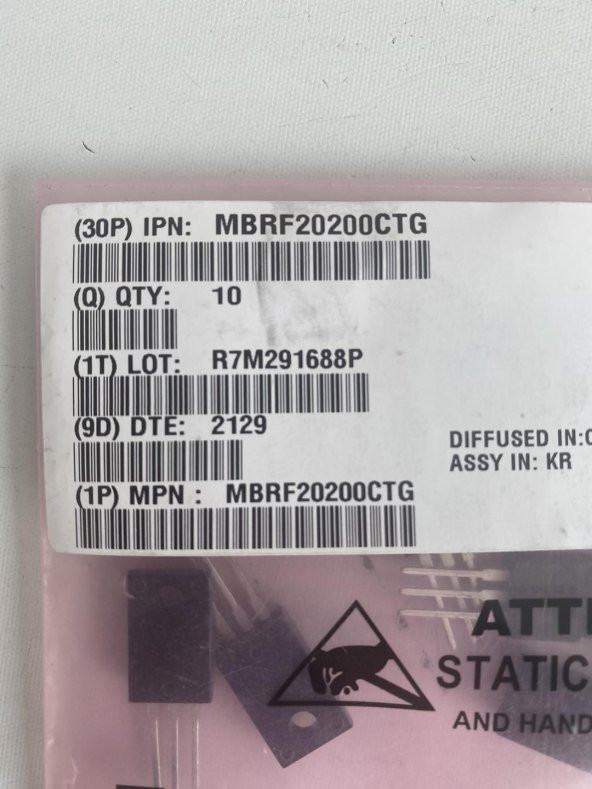 (30P) IPN: MBRF20200CTG
(Q) QTY: 10
(1T) LOT: R7M291688P
(9D) DTE: 2129
DIFFUSED IN:
ASSY IN: KR
(1P) MPN : MBRF20200CTG
STATIC
AND